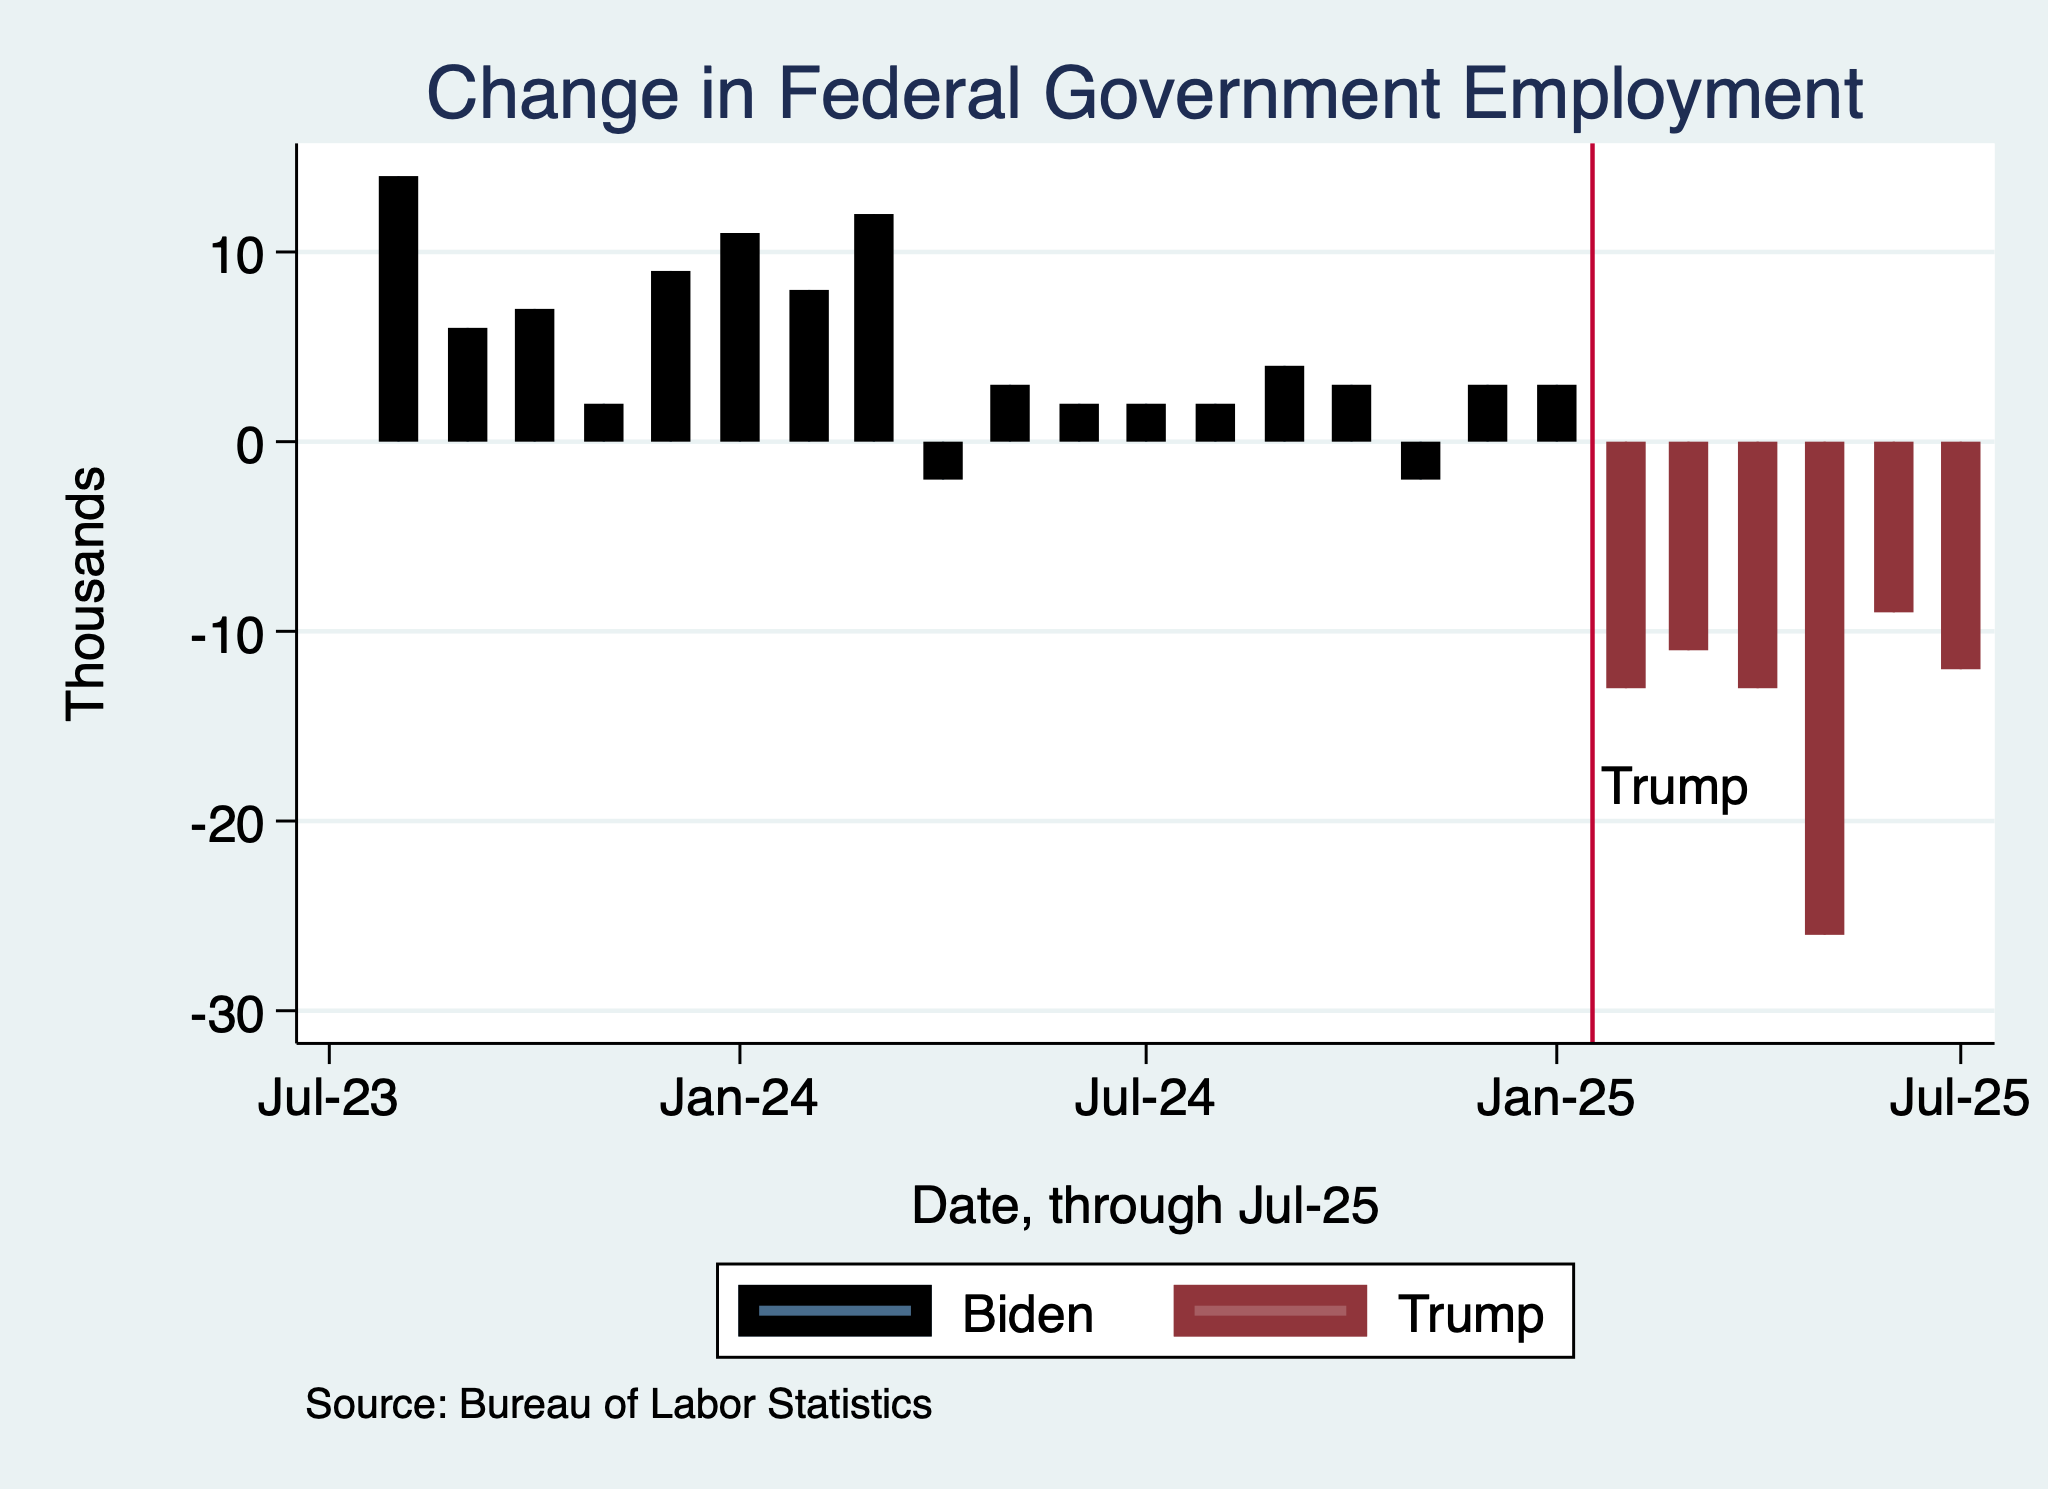 Change in Federal Government Employment
10
0
-10
-20
-30
Thousands
Trump
Jul-23 Jan-24 Jul-24 Jan-25 Jul-25
Date, through Jul-25
Biden Trump
Source: Bureau of Labor Statistics